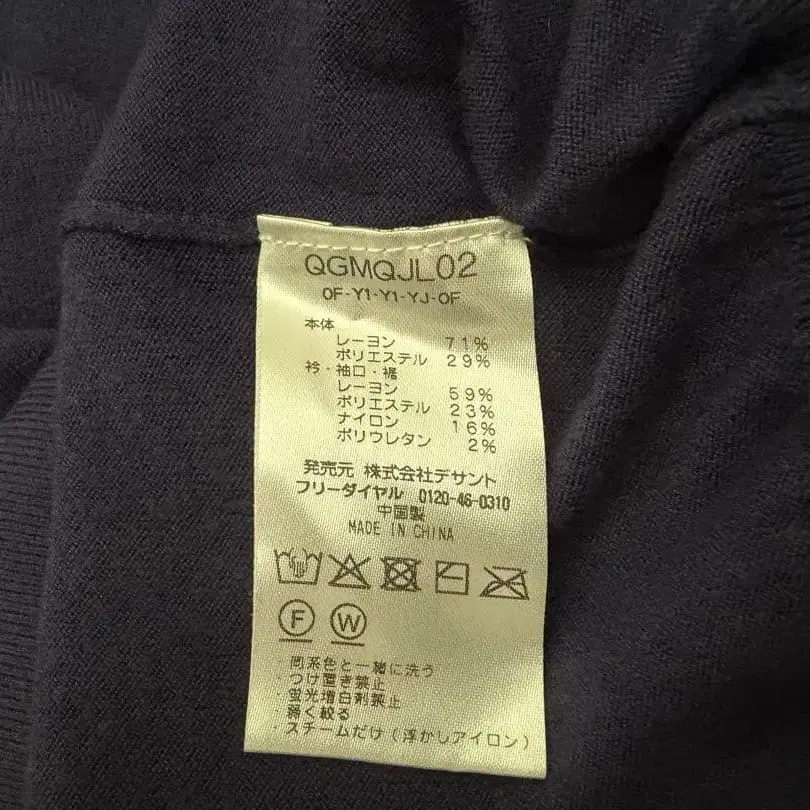 QGMQJL02
OF-Y1-Y1-YJ-OF
本体
レーヨン 71%
ポリエステル 29%
衿・袖口・裾
レーヨン 59%
ポリエステル 23%
ナイロン 16%
ポリウレタン 2%
発売元 株式会社デサント
フリーダイヤル 0120-46-0310
中国製
MADE IN CHINA
F W
・同系色と一緒に洗う
・つけ置き禁止
・蛍光増白剤禁止
・弱く絞る
・スチームだけ(浮かしアイロン)